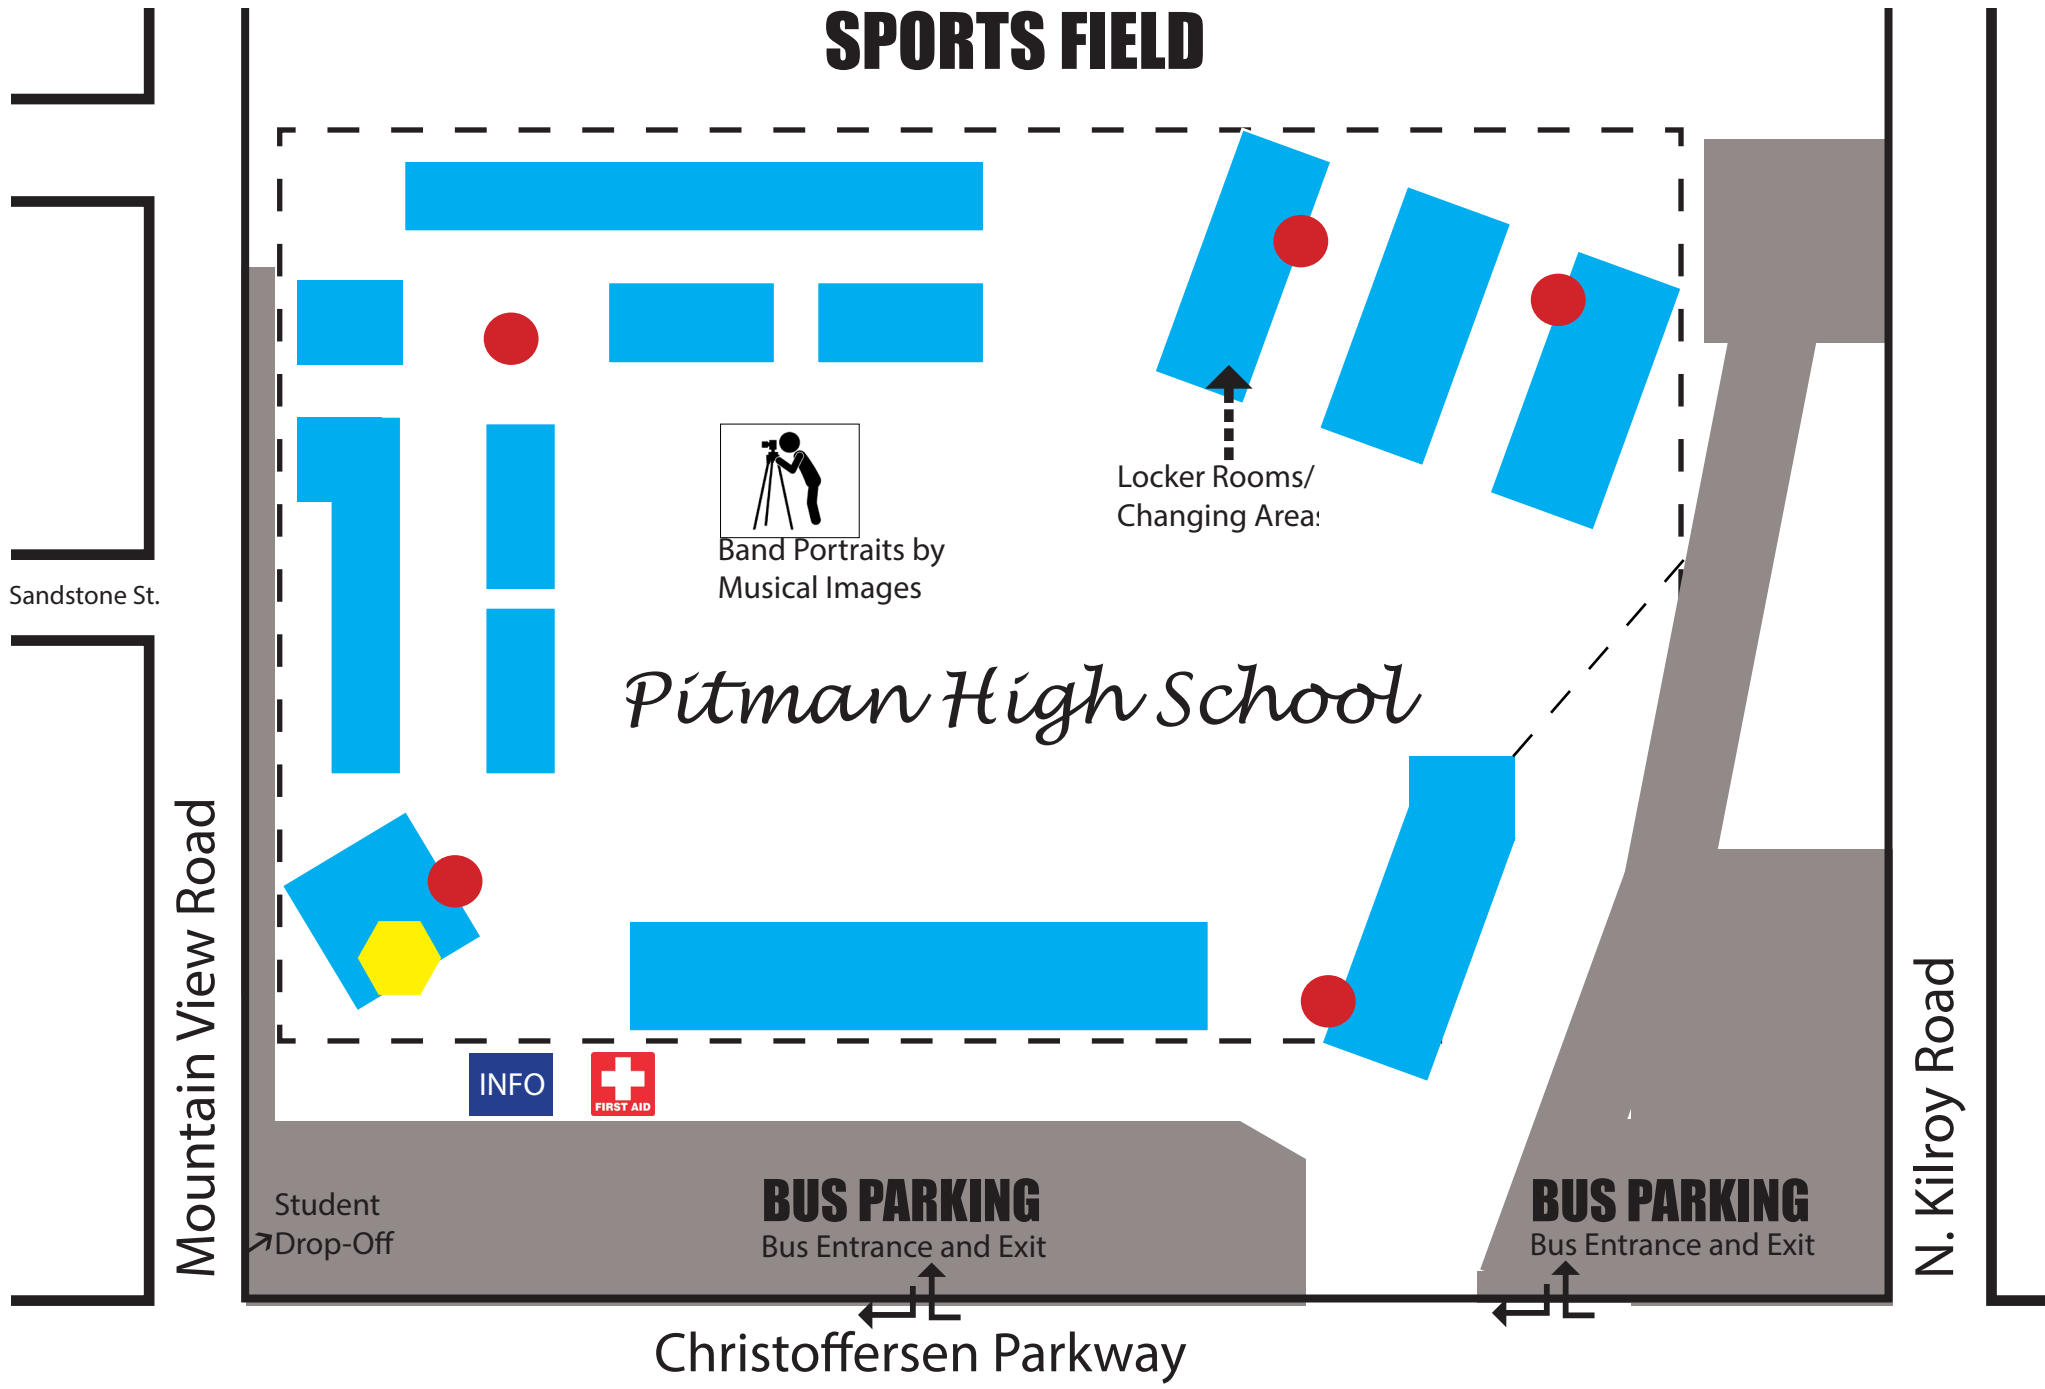 SPORTS FIELD
Locker Rooms/
Changing Areas
Band Portraits by
Musical Images
Sandstone St.
Pitman High School
Mountain View Road
N. Kilroy Road
INFO
FIRST AID
Student
Drop-Off
BUS PARKING
Bus Entrance and Exit
BUS PARKING
Bus Entrance and Exit
Christoffersen Parkway